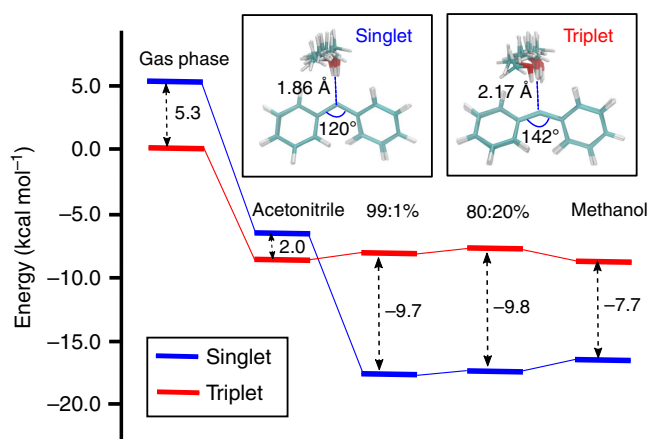 Gas phase
Singlet
Triplet
1.86 Å
120°
2.17 Å
142°
5.0
0.0
−5.0
−10.0
−15.0
−20.0
Energy (kcal mol⁻¹)
5.3
Acetonitrile
99:1%
80:20%
Methanol
2.0
−9.7
−9.8
−7.7
Singlet
Triplet